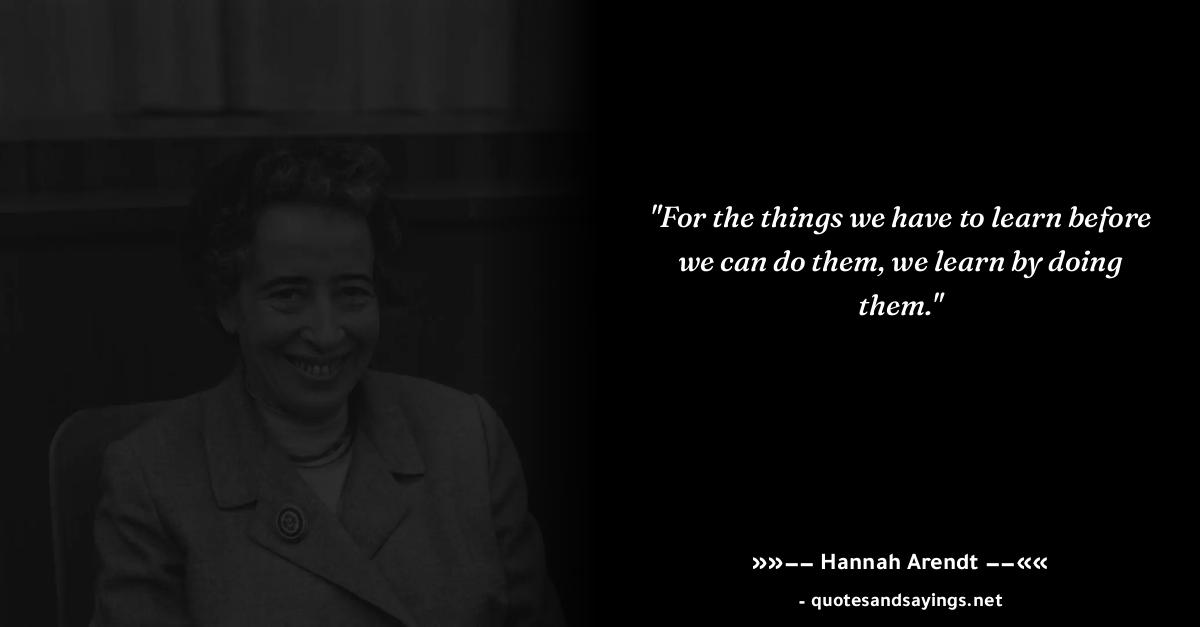 "For the things we have to learn before
we can do them, we learn by doing
them."
»»–– Hannah Arendt ––««
- quotesandsayings.net